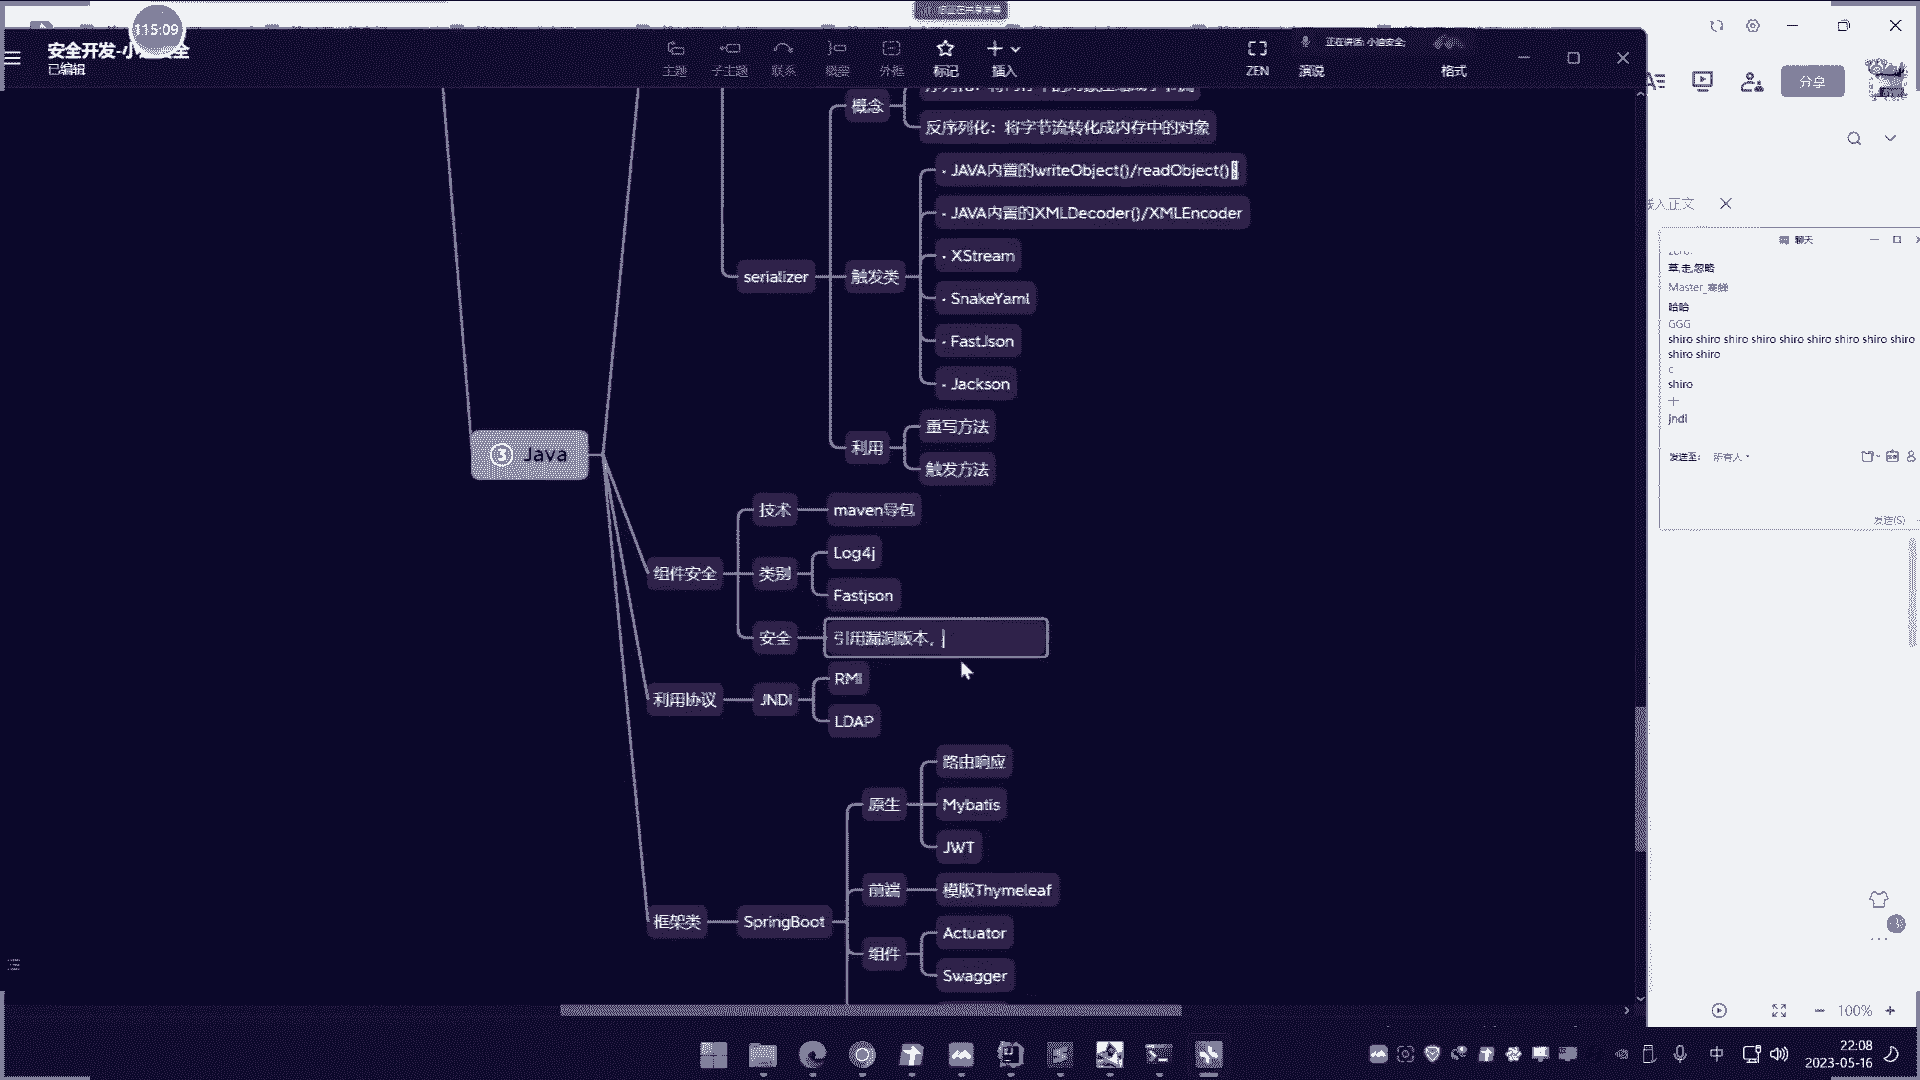 115:09
安全开发-小
安全
已编辑
主题
子主题
联系
概要
外框
标记
插入
ZEN
演说
正在讲话: 小迪安全;
格式
分享
概念
反序列化：将字节流转化成内存中的对象
serializer
触发类
- JAVA内置的writeObject()/readObject()
- JAVA内置的XMLDecoder()/XMLEncoder
- XStream
- SnakeYaml
- FastJson
- Jackson
利用
重写方法
触发方法
③ Java
组件安全
技术
maven导包
类别
Log4j
Fastjson
安全
引用漏洞版本，j
利用协议
JNDI
RMI
LDAP
框架类
SpringBoot
原生
路由响应
Mybatis
JWT
前端
模版Thymeleaf
组件
Actuator
Swagger
嵌入正文
聊天
草,走,忽略
Master_寒蝉
哈哈
GGG
shiro shiro shiro shiro shiro shiro shiro shiro shiro
shiro shiro
c
shiro
十
jndi
发送至:
所有人
发送(S)
100%
中
22:08
2023-05-16